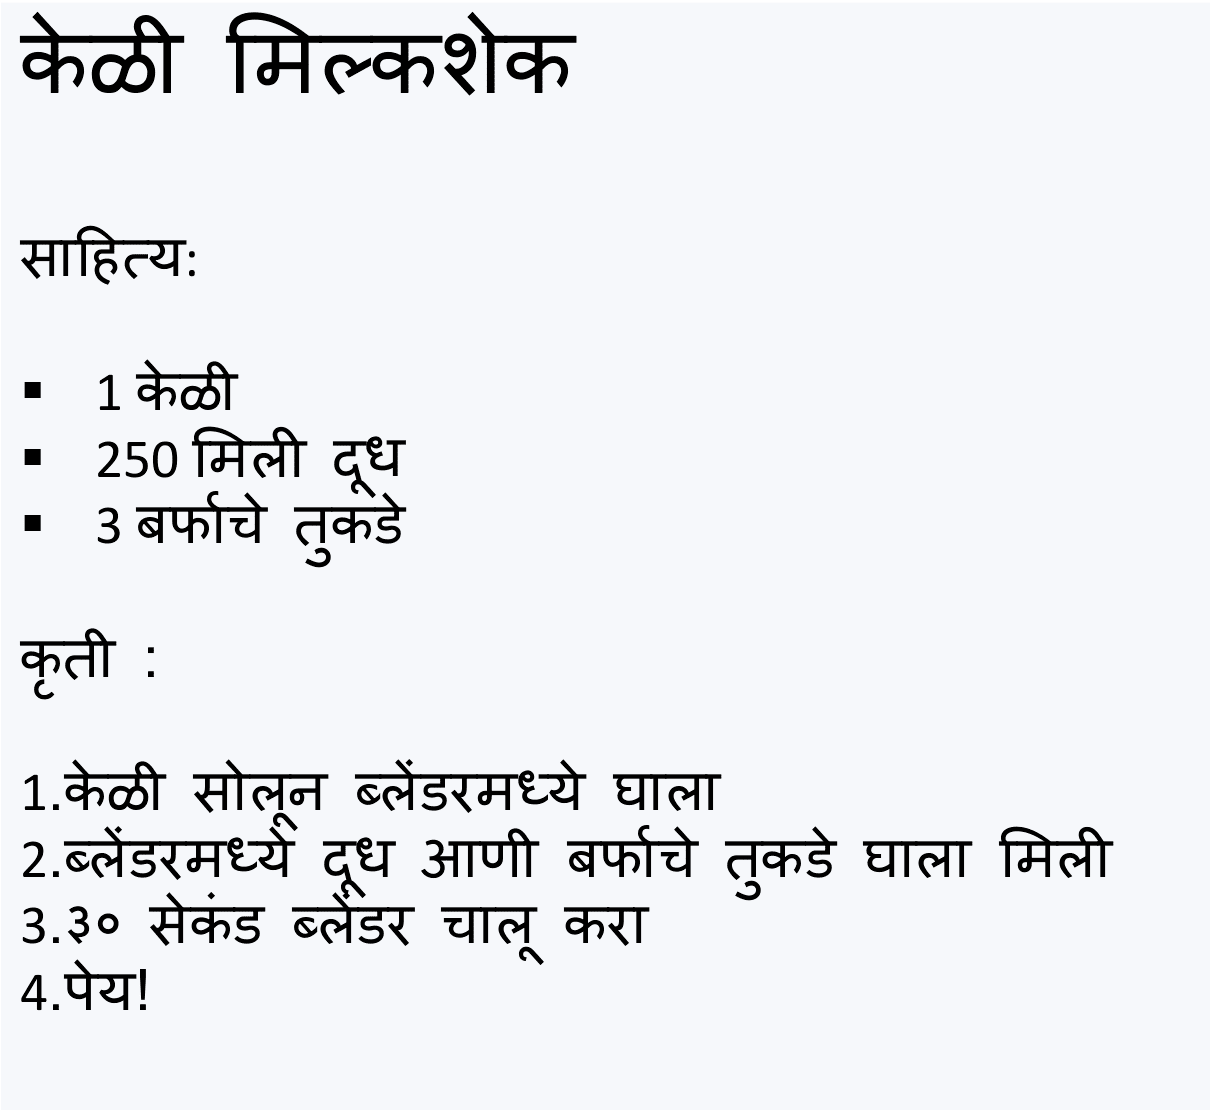 केळी मिल्कशेक
साहित्य:
▪ 1 केळी
▪ 250 मिली दूध
▪ 3 बर्फाचे तुकडे
कृती :
1.केळी सोलून ब्लेंडरमध्ये घाला
2.ब्लेंडरमध्ये दूध आणी बर्फाचे तुकडे घाला मिली
3.३० सेकंड ब्लेंडर चालू करा
4.पेय!